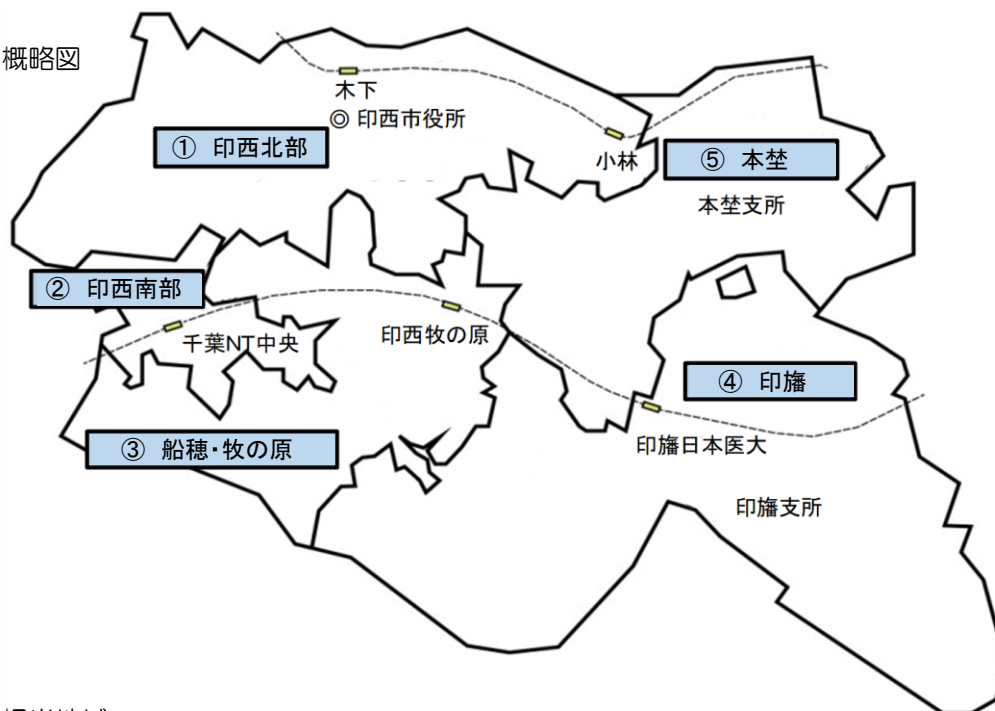 概略図
木下
◎ 印西市役所
① 印西北部
小林
⑤ 本埜
本埜支所
② 印西南部
千葉NT中央
印西牧の原
④ 印旛
③ 船穂・牧の原
印旛日本医大
印旛支所